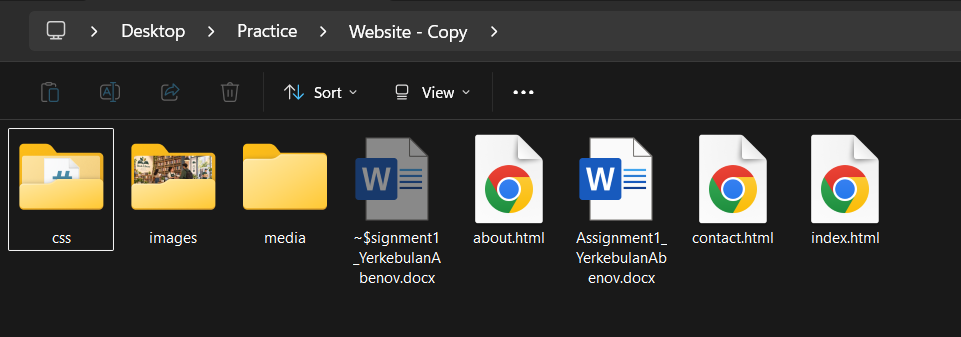 Desktop > Practice > Website - Copy >
Sort View
css
images
media
~$signment1
_YerkebulanA
benov.docx
about.html
Assignment1_
YerkebulanAb
enov.docx
contact.html
index.html